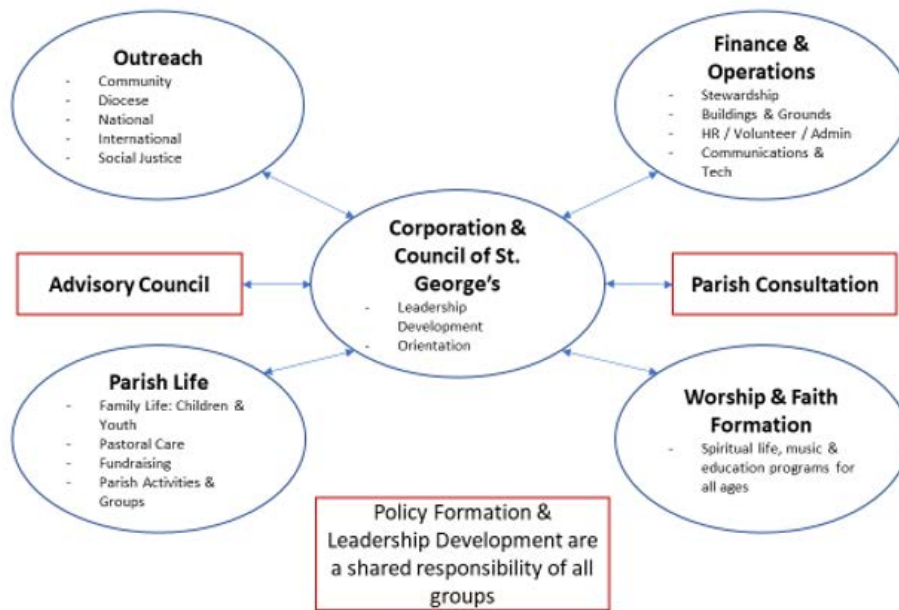 Outreach
- Community
- Diocese
- National
- International
- Social Justice
Finance &
Operations
- Stewardship
- Buildings & Grounds
- HR / Volunteer / Admin
- Communications &
Tech
Corporation &
Council of St.
George's
- Leadership
Development
- Orientation
Advisory Council
Parish Consultation
Parish Life
- Family Life: Children &
Youth
- Pastoral Care
- Fundraising
- Parish Activities &
Groups
Worship & Faith
Formation
- Spiritual life, music &
education programs for
all ages
Policy Formation &
Leadership Development are
a shared responsibility of all
groups